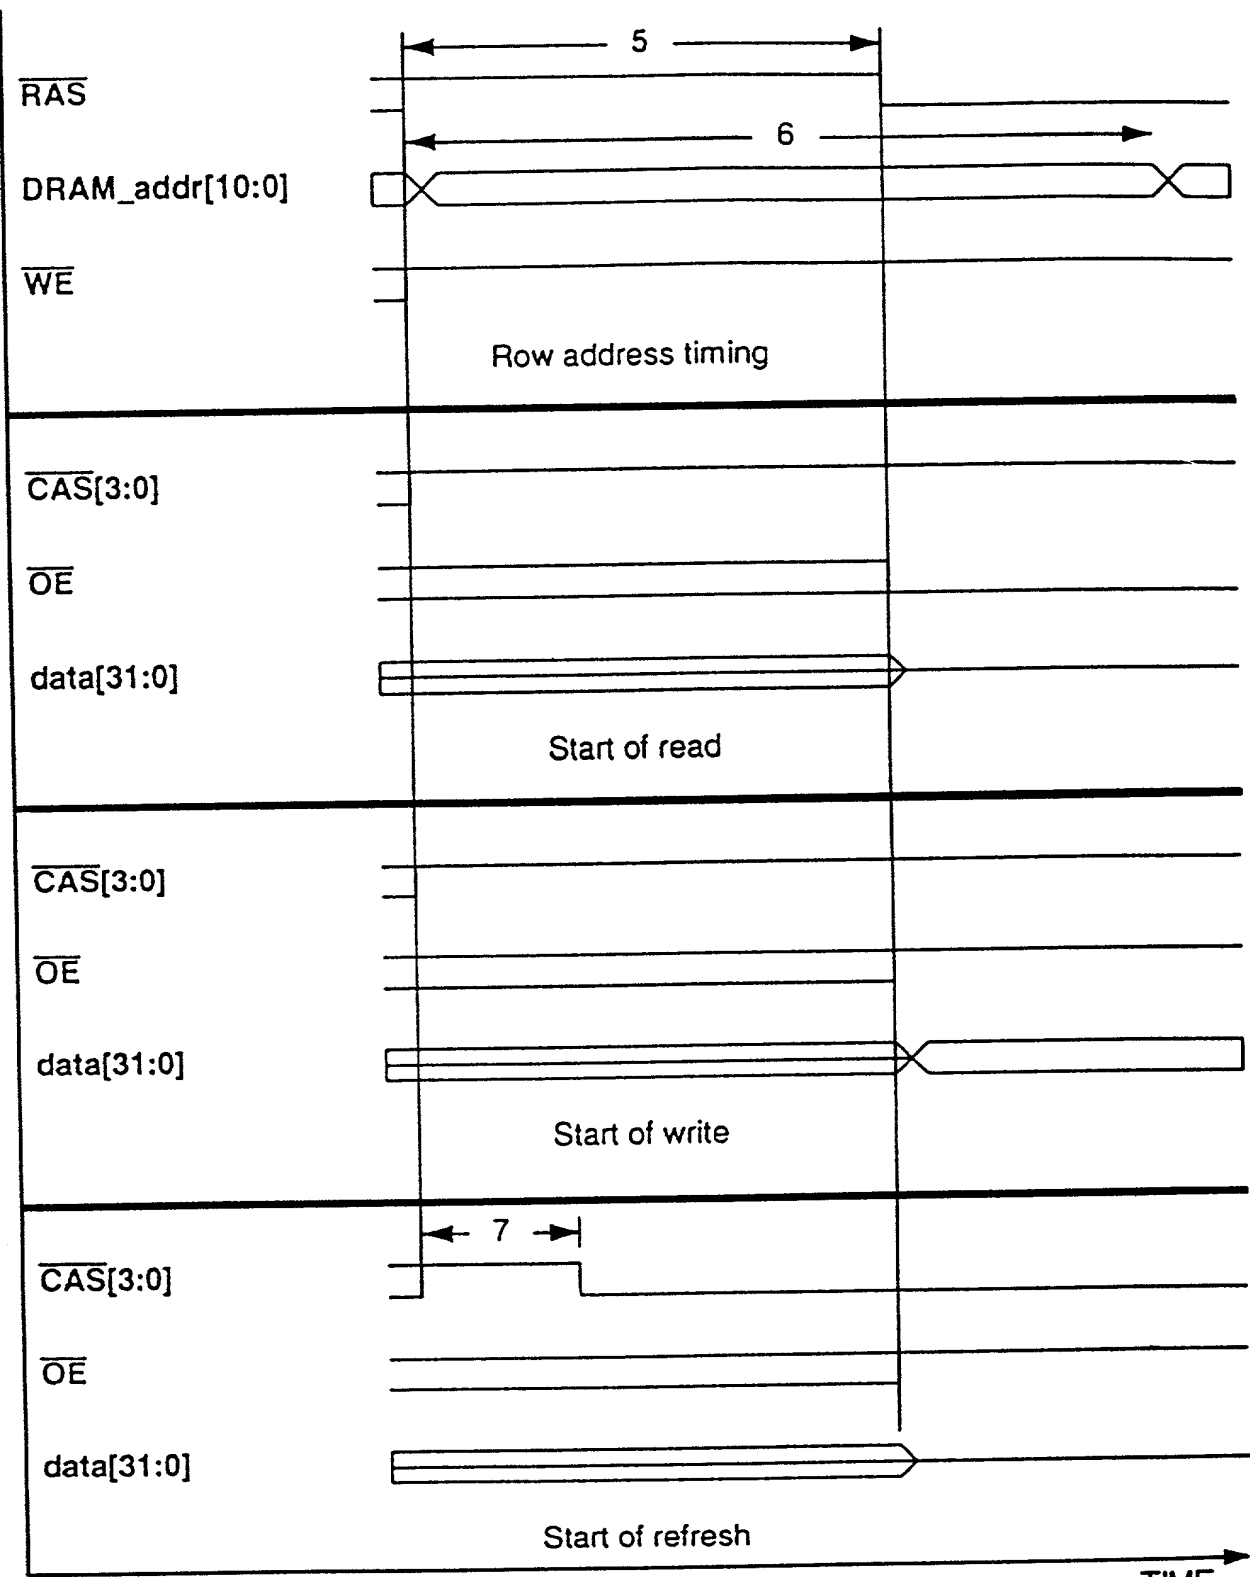 5
RAS
6
DRAM_addr[10:0]
WE
Row address timing
CAS[3:0]
OE
data[31:0]
Start of read
CAS[3:0]
OE
data[31:0]
Start of write
7
CAS[3:0]
OE
data[31:0]
Start of refresh
TIME